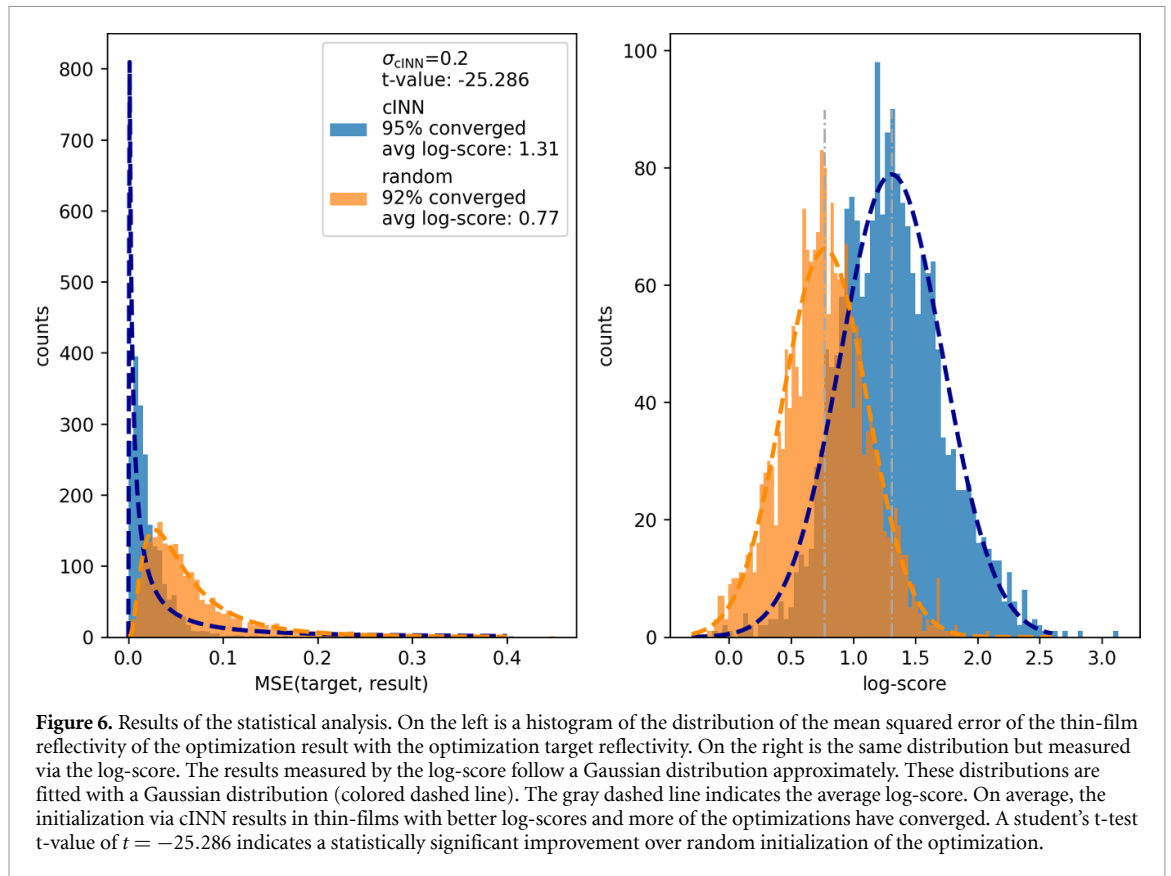 800
700
600
500
400
300
200
100
0
counts
0.0 0.1 0.2 0.3 0.4
MSE(target, result)
σcINN=0.2
t-value: -25.286
cINN
95% converged
avg log-score: 1.31
random
92% converged
avg log-score: 0.77
100
80
60
40
20
0
counts
0.0 0.5 1.0 1.5 2.0 2.5 3.0
log-score
Figure 6. Results of the statistical analysis. On the left is a histogram of the distribution of the mean squared error of the thin-film
reflectivity of the optimization result with the optimization target reflectivity. On the right is the same distribution but measured
via the log-score. The results measured by the log-score follow a Gaussian distribution approximately. These distributions are
fitted with a Gaussian distribution (colored dashed line). The gray dashed line indicates the average log-score. On average, the
initialization via cINN results in thin-films with better log-scores and more of the optimizations have converged. A student's t-test
t-value of t = −25.286 indicates a statistically significant improvement over random initialization of the optimization.